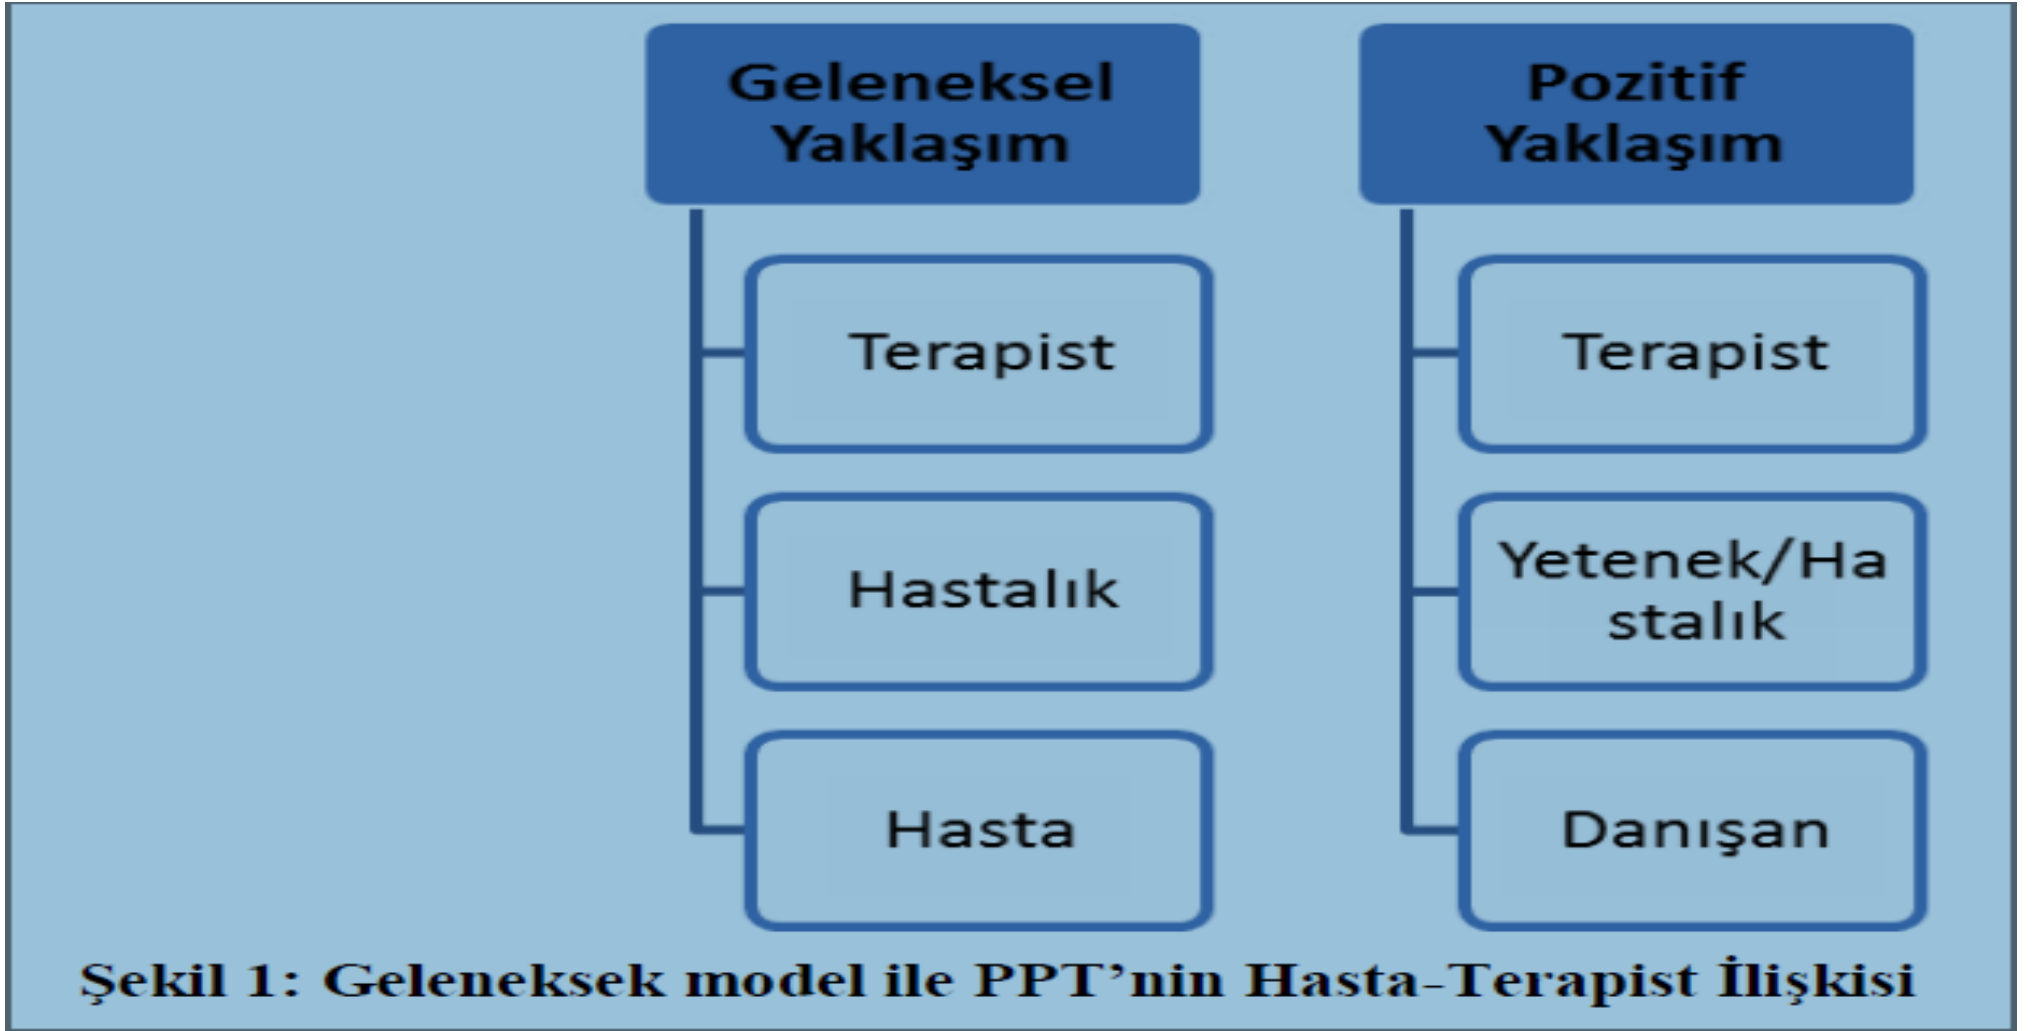 Geleneksel
Yaklaşım
Terapist
Hastalık
Hasta
Pozitif
Yaklaşım
Terapist
Yetenek/Ha
stalık
Danışan
Şekil 1: Geleneksek model ile PPT’nin Hasta-Terapist İlişkisi